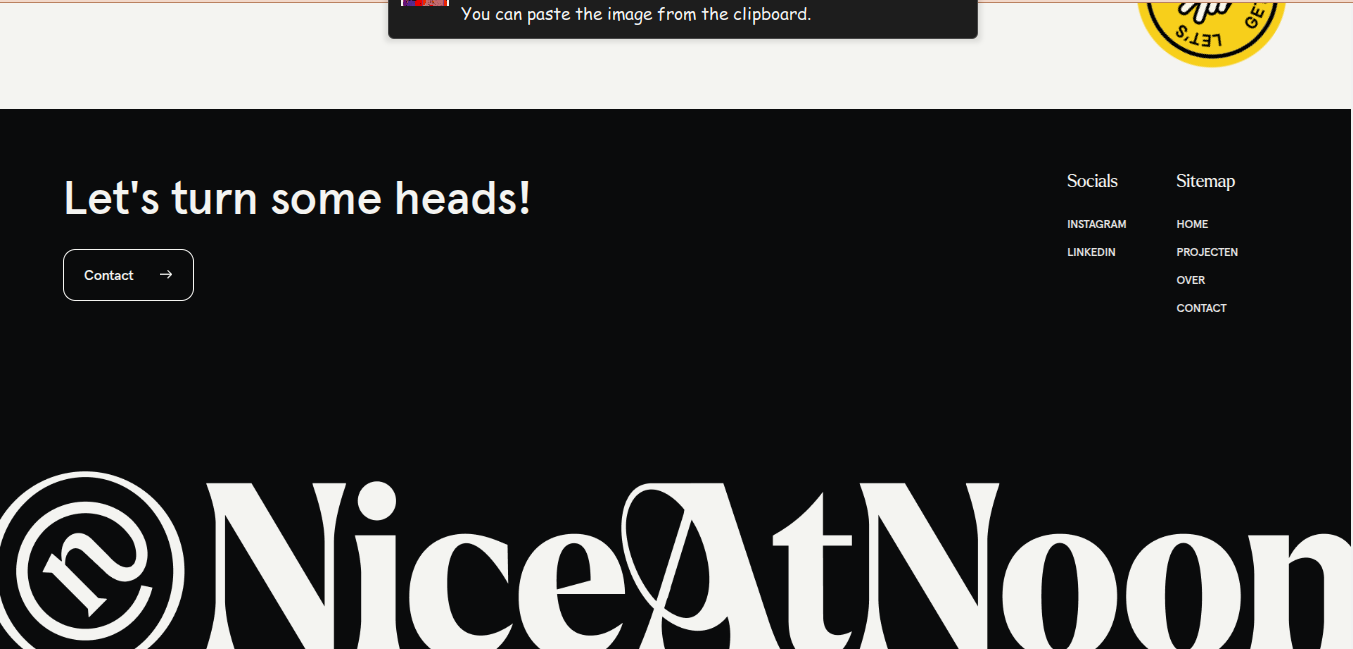 You can paste the image from the clipboard.
LET'S
GE
Let's turn some heads!
Contact
Socials
INSTAGRAM
LINKEDIN
Sitemap
HOME
PROJECTEN
OVER
CONTACT
n NiceAtNoon